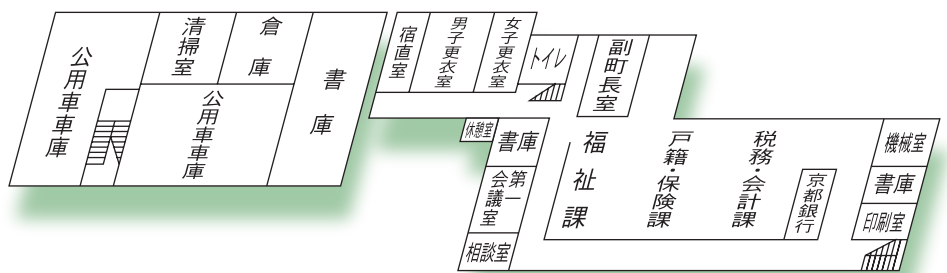 公用車車庫
清掃室
倉庫
公用車車庫
書庫
宿直室
男子更衣室
女子更衣室
トイレ
副町長室
休憩室
書庫
第一会議室
相談室
福祉課
戸籍・保険課
税務・会計課
京都銀行
機械室
書庫
印刷室